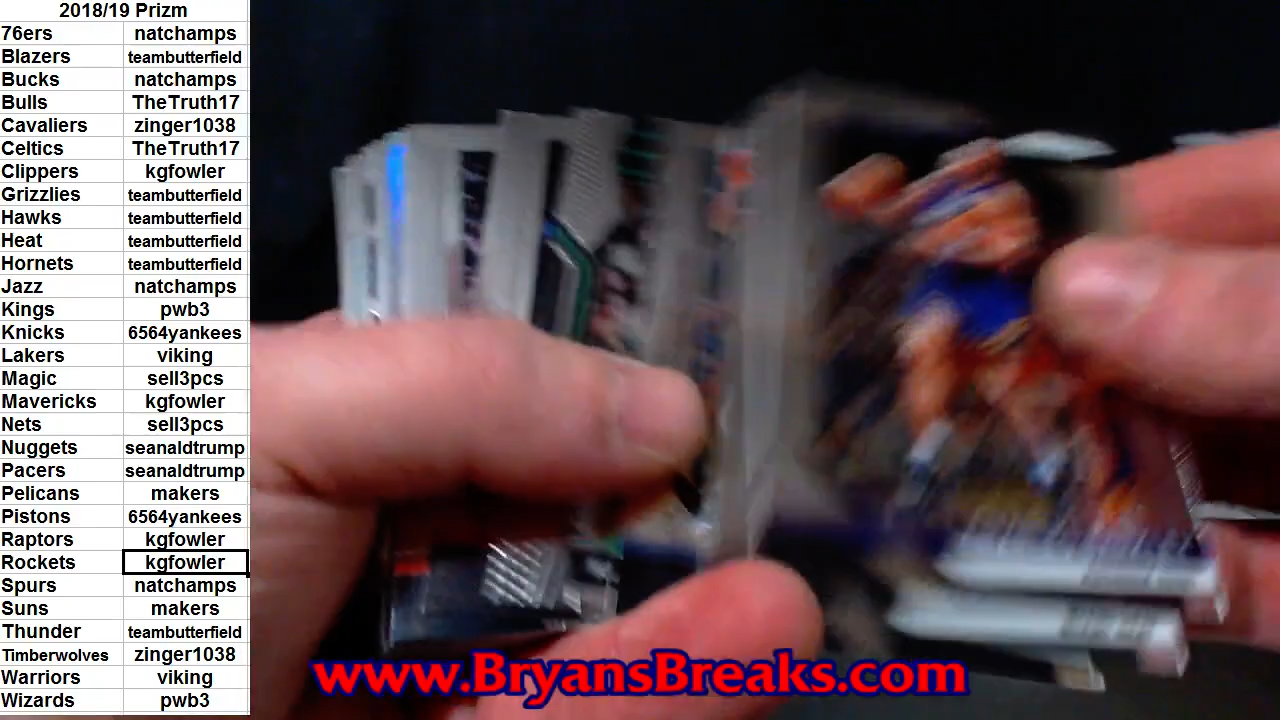 2018/19 Prizm
76ers natchamps
Blazers teambutterfield
Bucks natchamps
Bulls TheTruth17
Cavaliers zinger1038
Celtics TheTruth17
Clippers kgfowler
Grizzlies teambutterfield
Hawks teambutterfield
Heat teambutterfield
Hornets teambutterfield
Jazz natchamps
Kings pwb3
Knicks 6564yankees
Lakers viking
Magic sell3pcs
Mavericks kgfowler
Nets sell3pcs
Nuggets seanaldtrump
Pacers seanaldtrump
Pelicans makers
Pistons 6564yankees
Raptors kgfowler
Rockets kgfowler
Spurs natchamps
Suns makers
Thunder teambutterfield
Timberwolves zinger1038
Warriors viking
Wizards pwb3
www.BryansBreaks.com